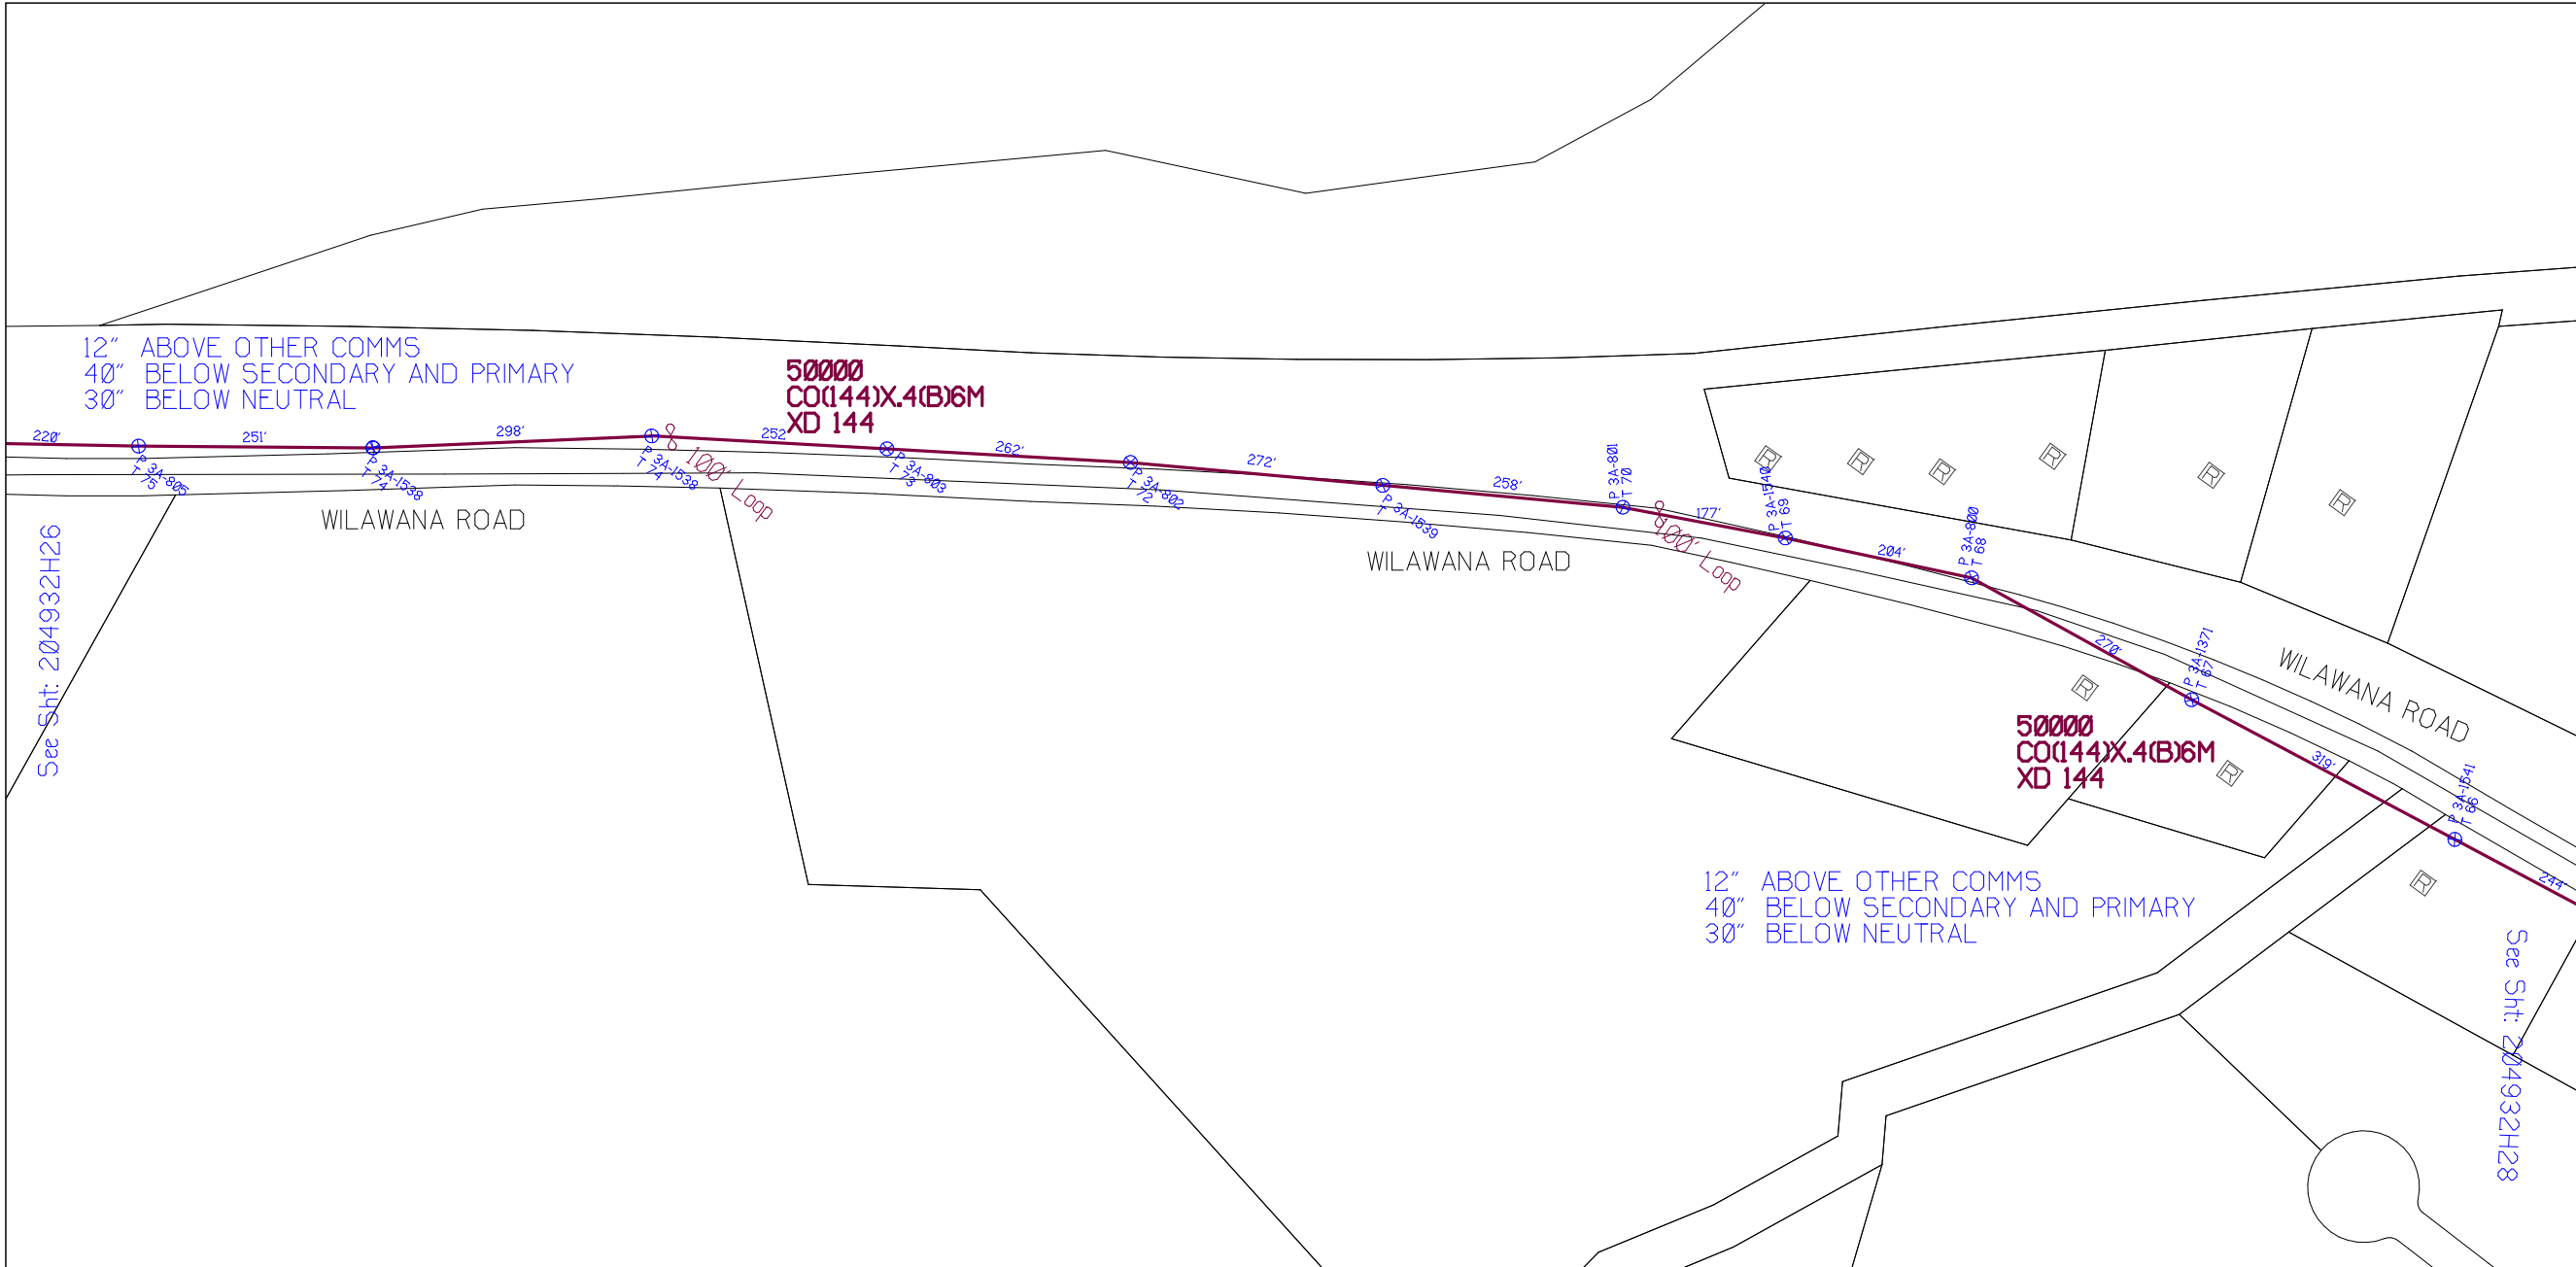 12" ABOVE OTHER COMMS
40" BELOW SECONDARY AND PRIMARY
30" BELOW NEUTRAL
50000
CO(144)X.4(B)6M
XD 144
220'
251'
298'
252
262'
272'
258'
177'
204'
270'
319'
244'
P 3A-805
T 75
P 3A-1538
T 74
P 3A-1538
T 74
100' Loop
P 3A-803
T 73
P 3A-802
T 72
P 3A-1539
T
P 3A-801
T 70
100' Loop
P 3A-1540
T 69
P 3A-800
T 68
P 3A-1371
T 67
P 3A-1541
T 66
R
R
R
R
R
R
WILAWANA ROAD
WILAWANA ROAD
WILAWANA ROAD
See Sht: 204932H26
R
50000
CO(144)X.4(B)6M
XD 144
R
R
12" ABOVE OTHER COMMS
40" BELOW SECONDARY AND PRIMARY
30" BELOW NEUTRAL
See Sht: 204932H28